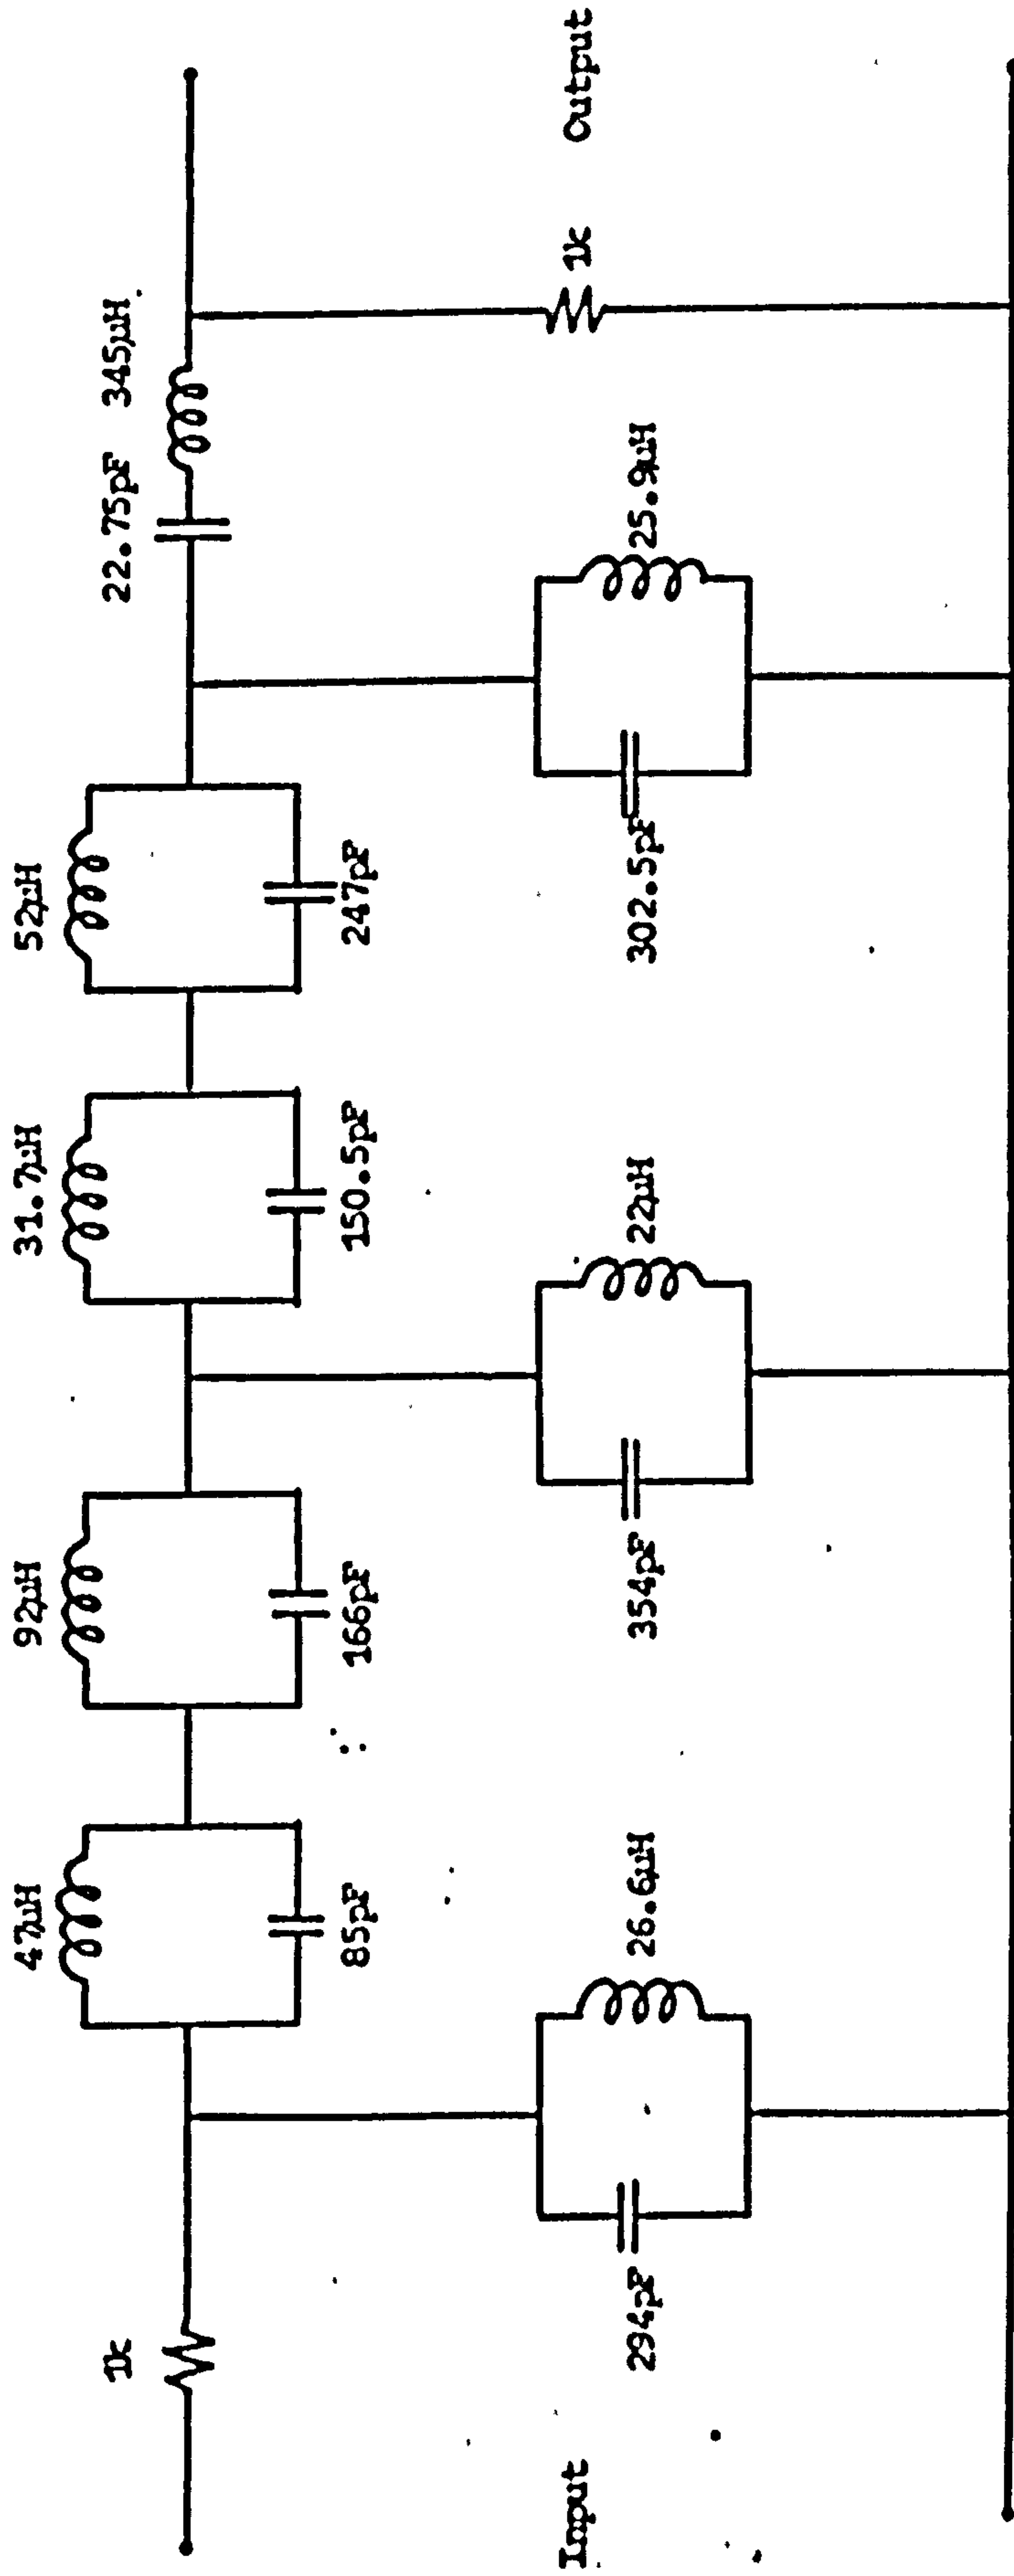 47µH
92µH
31.7µH
52µH
22.75pF 345µH
1k
85pF
166pF
150.5pF
247pF
Input
294pF
26.6µH
354pF
22µH
302.5pF
25.9µH
1k
Output